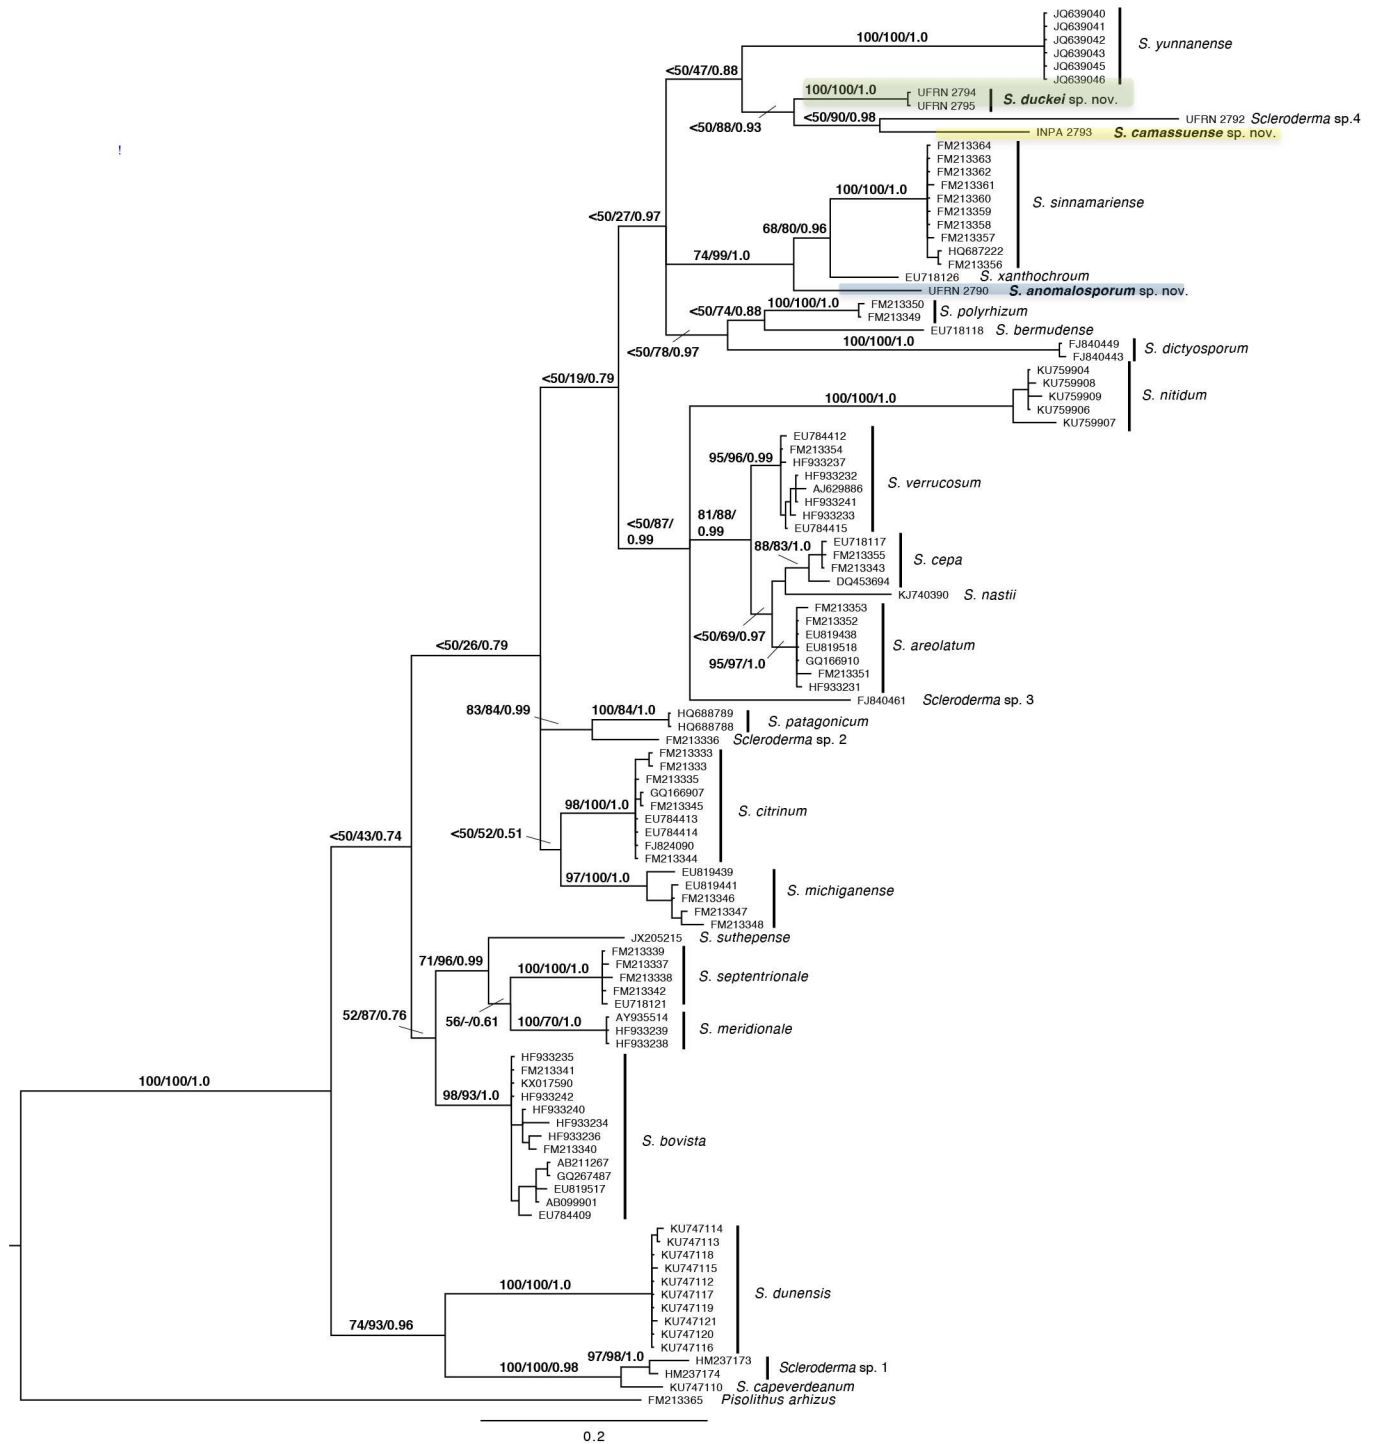 JQ639040
JQ639041
JQ639042
JQ639043
JQ639045
JQ639046
S. yunnanense
100/100/1.0
<50/47/0.88
100/100/1.0
UFRN 2794
UFRN 2795
S. duckei sp. nov.
<50/88/0.93
<50/90/0.98
UFRN 2792 Scleroderma sp.4
INPA 2793 S. camassuense sp. nov.
!
FM213364
FM213363
FM213362
FM213361
FM213360
FM213359
FM213358
FM213357
HQ687222
FM213356
S. sinnamariense
100/100/1.0
<50/27/0.97
68/80/0.96
74/99/1.0
EU718126 S. xanthochroum
UFRN 2790 S. anomalosporum sp. nov.
<50/74/0.88
100/100/1.0
FM213350
FM213349
S. polyrhizum
EU718118 S. bermudense
<50/78/0.97
100/100/1.0
FJ840449
FJ840443
S. dictyosporum
<50/19/0.79
KU759904
KU759908
KU759909
KU759906
KU759907
S. nitidum
100/100/1.0
EU784412
FM213354
HF933237
HF933232
AJ629886
HF933241
HF933233
EU784415
S. verrucosum
95/96/0.99
<50/87/
0.99
81/88/
0.99
88/83/1.0
EU718117
FM213355
FM213343
DQ453694
S. cepa
KJ740390 S. nastii
<50/69/0.97
95/97/1.0
FM213353
FM213352
EU819438
EU819518
GQ166910
FM213351
HF933231
S. areolatum
<50/26/0.79
FJ840461 Scleroderma sp. 3
83/84/0.99
100/84/1.0
HQ688789
HQ688788
S. patagonicum
FM213336 Scleroderma sp. 2
FM213333
FM21333
FM213335
GQ166907
FM213345
EU784413
EU784414
FJ824090
FM213344
S. citrinum
98/100/1.0
<50/52/0.51
<50/43/0.74
97/100/1.0
EU819439
EU819441
FM213346
FM213347
FM213348
S. michiganense
JX205215 S. suthepense
71/96/0.99
100/100/1.0
FM213339
FM213337
FM213338
FM213342
EU718121
S. septentrionale
52/87/0.76
56/-/0.61
100/70/1.0
AY935514
HF933239
HF933238
S. meridionale
100/100/1.0
98/93/1.0
HF933235
FM213341
KX017590
HF933242
HF933240
HF933234
HF933236
FM213340
AB211267
GQ267487
EU819517
AB099901
EU784409
S. bovista
KU747114
KU747113
KU747118
KU747115
KU747112
KU747117
KU747119
KU747121
KU747120
KU747116
S. dunensis
100/100/1.0
74/93/0.96
97/98/1.0
100/100/0.98
HM237173
HM237174
Scleroderma sp. 1
KU747110 S. capeverdeanum
FM213365 Pisolithus arhizus
0.2